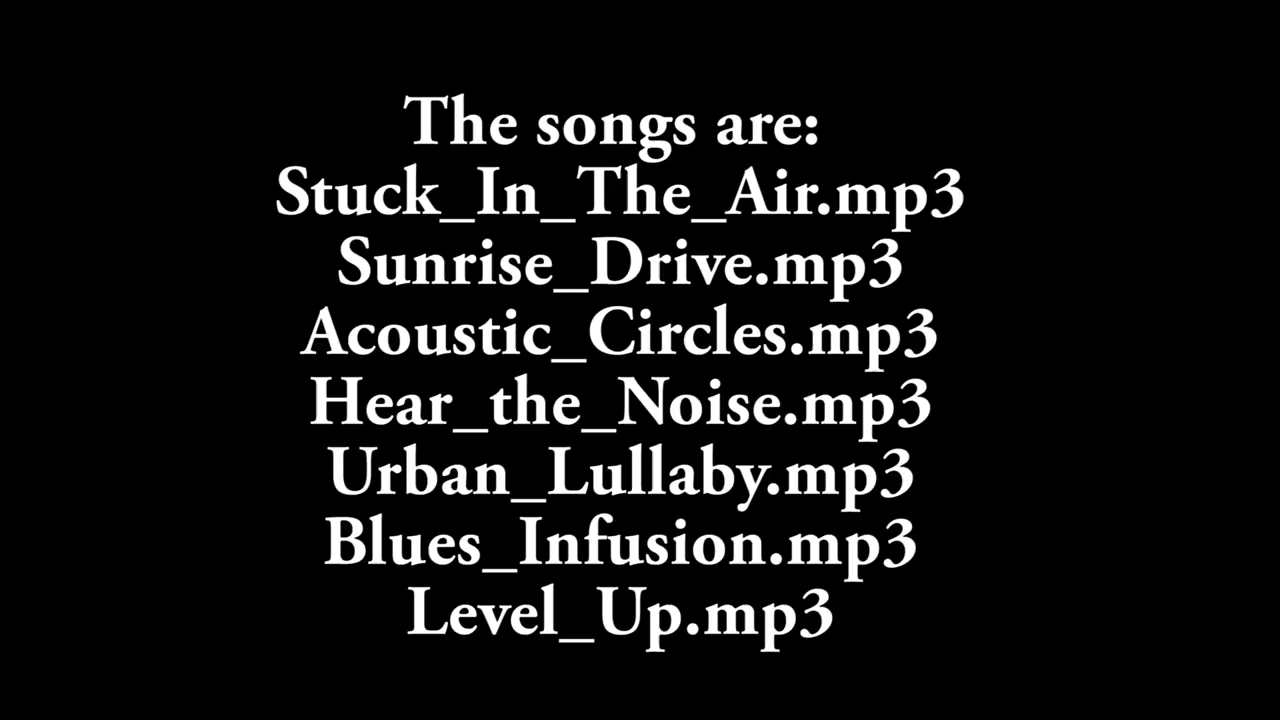 The songs are:
Stuck_In_The_Air.mp3
Sunrise_Drive.mp3
Acoustic_Circles.mp3
Hear_the_Noise.mp3
Urban_Lullaby.mp3
Blues_Infusion.mp3
Level_Up.mp3